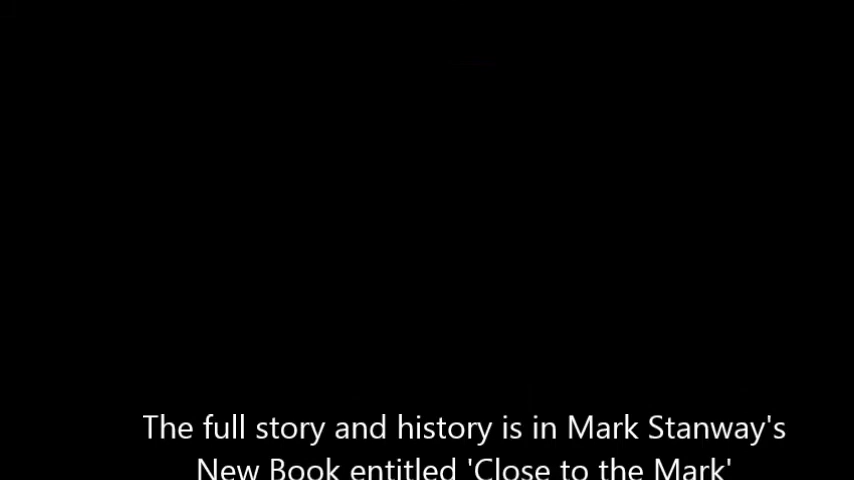 The full story and history is in Mark Stanway's
New Book entitled 'Close to the Mark'